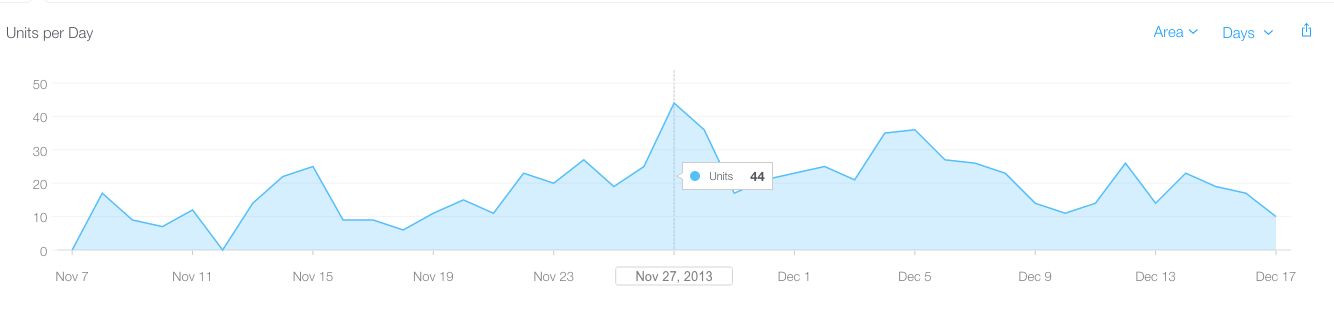 Units per Day
Area
Days
50
40
30
20
10
0
Units 44
Nov 7
Nov 11
Nov 15
Nov 19
Nov 23
Nov 27, 2013
Dec 1
Dec 5
Dec 9
Dec 13
Dec 17